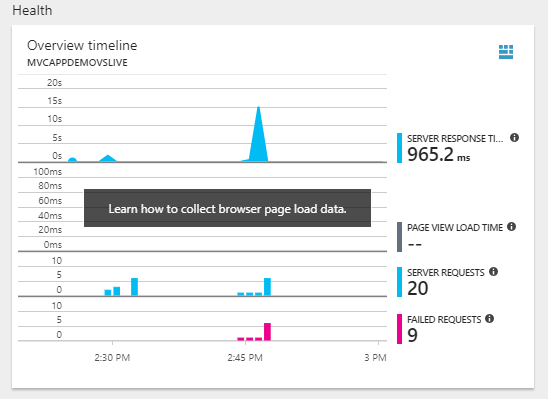 Health
Overview timeline
MVCAPPDEMOVSLIVE
20s
15s
10s
5s
0s
SERVER RESPONSE TI...
965.2 ms
100ms
80ms
60ms
40ms
20ms
0ms
Learn how to collect browser page load data.
PAGE VIEW LOAD TIME
--
10
5
0
SERVER REQUESTS
20
10
5
0
FAILED REQUESTS
9
2:30 PM 2:45 PM 3 PM